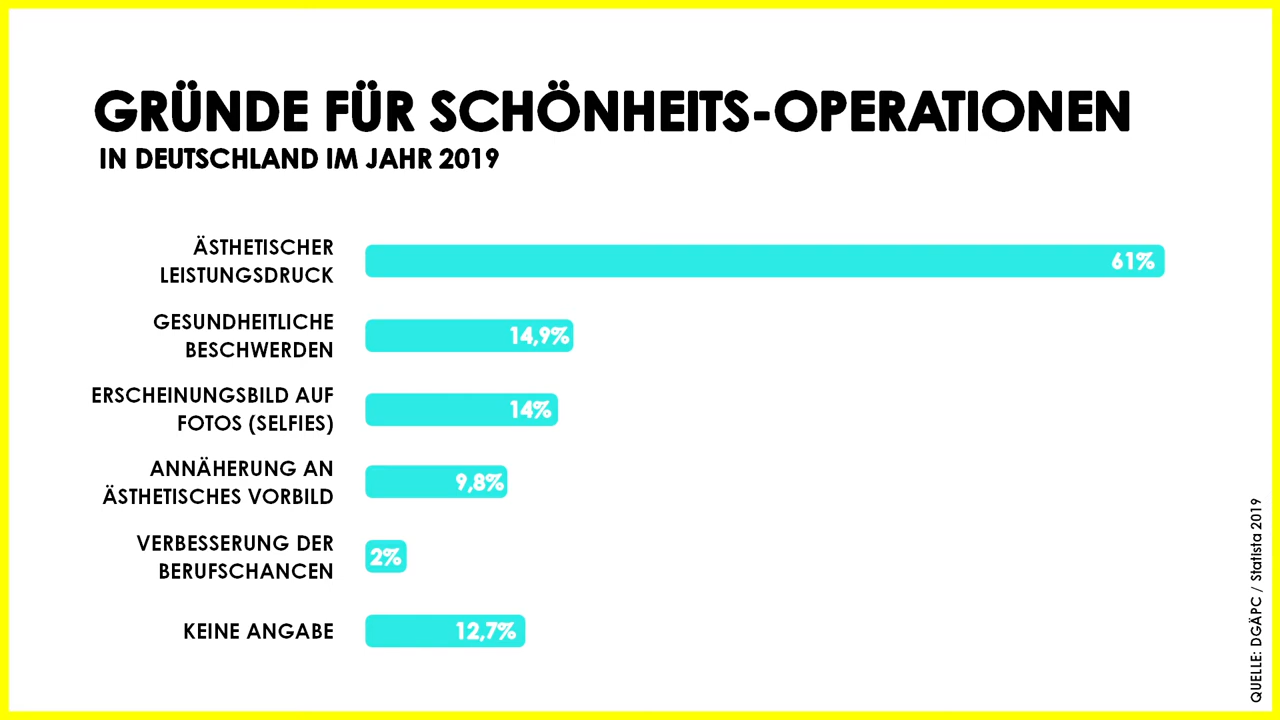 GRÜNDE FÜR SCHÖNHEITS-OPERATIONEN
IN DEUTSCHLAND IM JAHR 2019
ÄSTHETISCHER
LEISTUNGSDRUCK
61%
GESUNDHEITLICHE
BESCHWERDEN
14,9%
ERSCHEINUNGSBILD AUF
FOTOS (SELFIES)
14%
ANNÄHERUNG AN
ÄSTHETISCHES VORBILD
9,8%
VERBESSERUNG DER
BERUFSCHANCEN
2%
KEINE ANGABE
12,7%
QUELLE: DGÄPC / Statista 2019